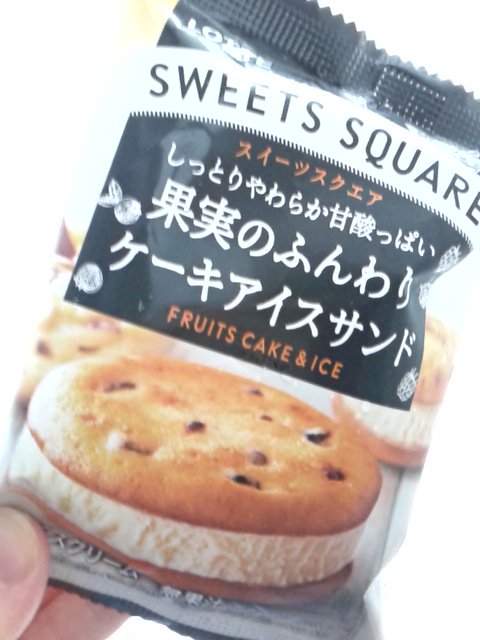 LOTTE
SWEETS SQUARE
スイーツスクエア
しっとりやわらか甘酸っぱい
果実のふんわり
ケーキアイスサンド
FRUITS CAKE & ICE